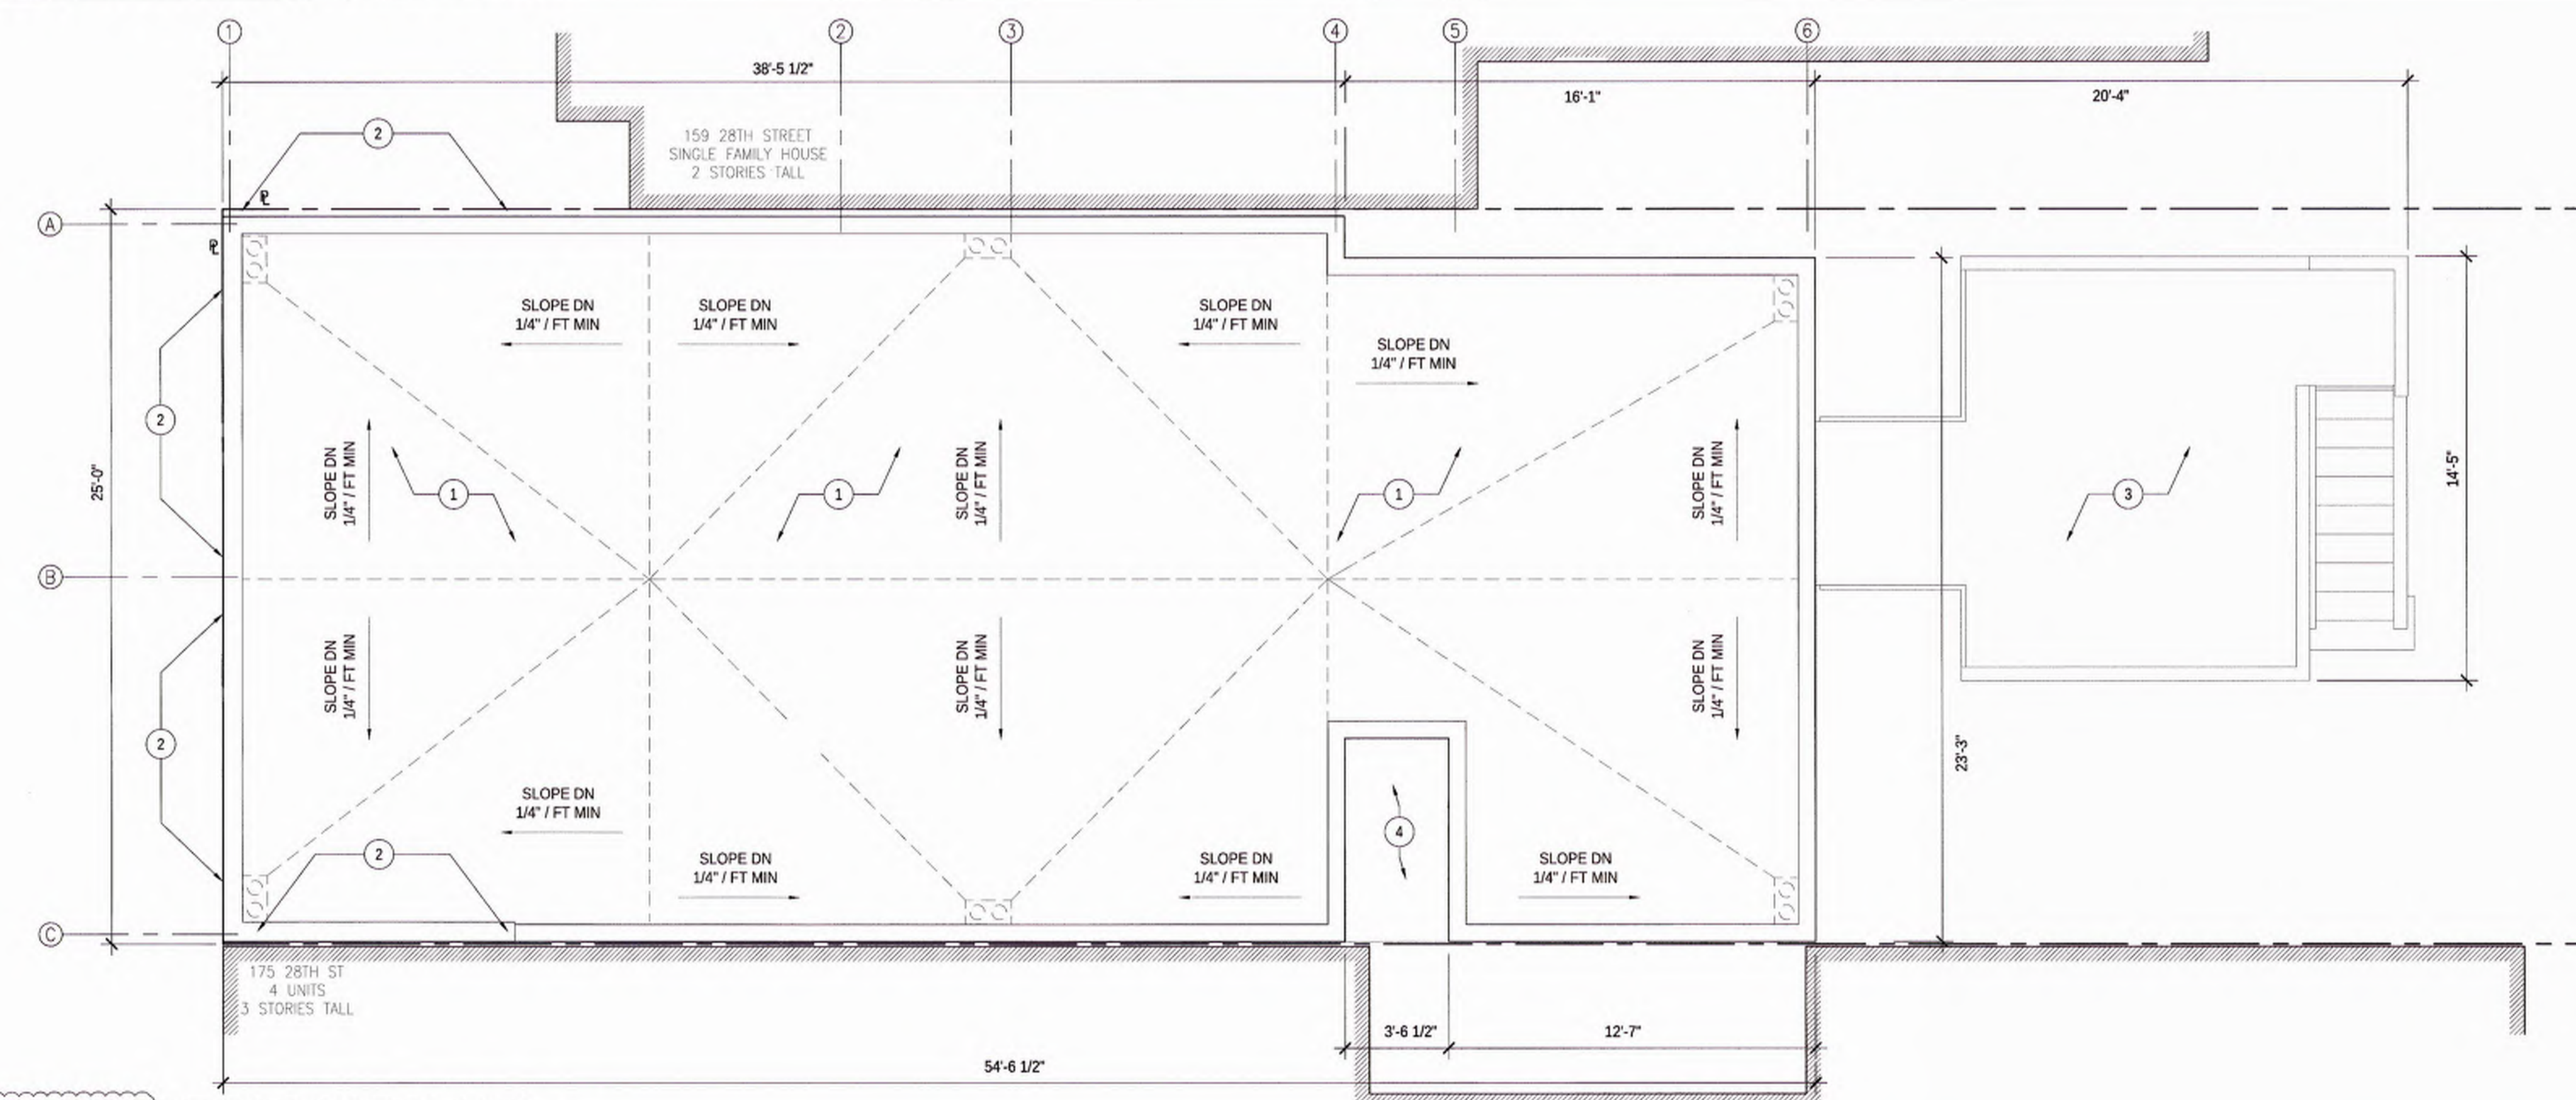 1
2
3
4
5
6
38'-5 1/2"
16'-1"
20'-4"
2
159 28TH STREET
SINGLE FAMILY HOUSE
2 STORIES TALL
PL
A
PL
SLOPE DN
1/4" / FT MIN
SLOPE DN
1/4" / FT MIN
SLOPE DN
1/4" / FT MIN
SLOPE DN
1/4" / FT MIN
2
25'-0"
SLOPE DN
1/4" / FT MIN
1
1
SLOPE DN
1/4" / FT MIN
1
SLOPE DN
1/4" / FT MIN
3
14'-5"
B
SLOPE DN
1/4" / FT MIN
SLOPE DN
1/4" / FT MIN
SLOPE DN
1/4" / FT MIN
2
23'-3"
SLOPE DN
1/4" / FT MIN
2
SLOPE DN
1/4" / FT MIN
SLOPE DN
1/4" / FT MIN
4
SLOPE DN
1/4" / FT MIN
C
175 28TH ST
4 UNITS
3 STORIES TALL
3'-6 1/2"
12'-7"
54'-6 1/2"